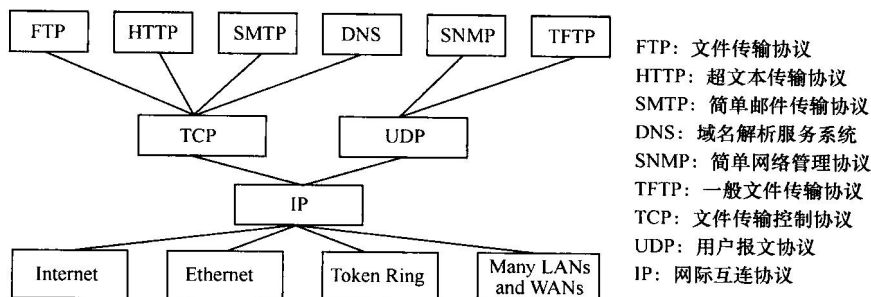 FTP HTTP SMTP DNS SNMP TFTP
TCP UDP
IP
Internet Ethernet Token Ring Many LANs
and WANs
FTP：文件传输协议
HTTP：超文本传输协议
SMTP：简单邮件传输协议
DNS：域名解析服务系统
SNMP：简单网络管理协议
TFTP：一般文件传输协议
TCP：文件传输控制协议
UDP：用户报文协议
IP：网际互连协议